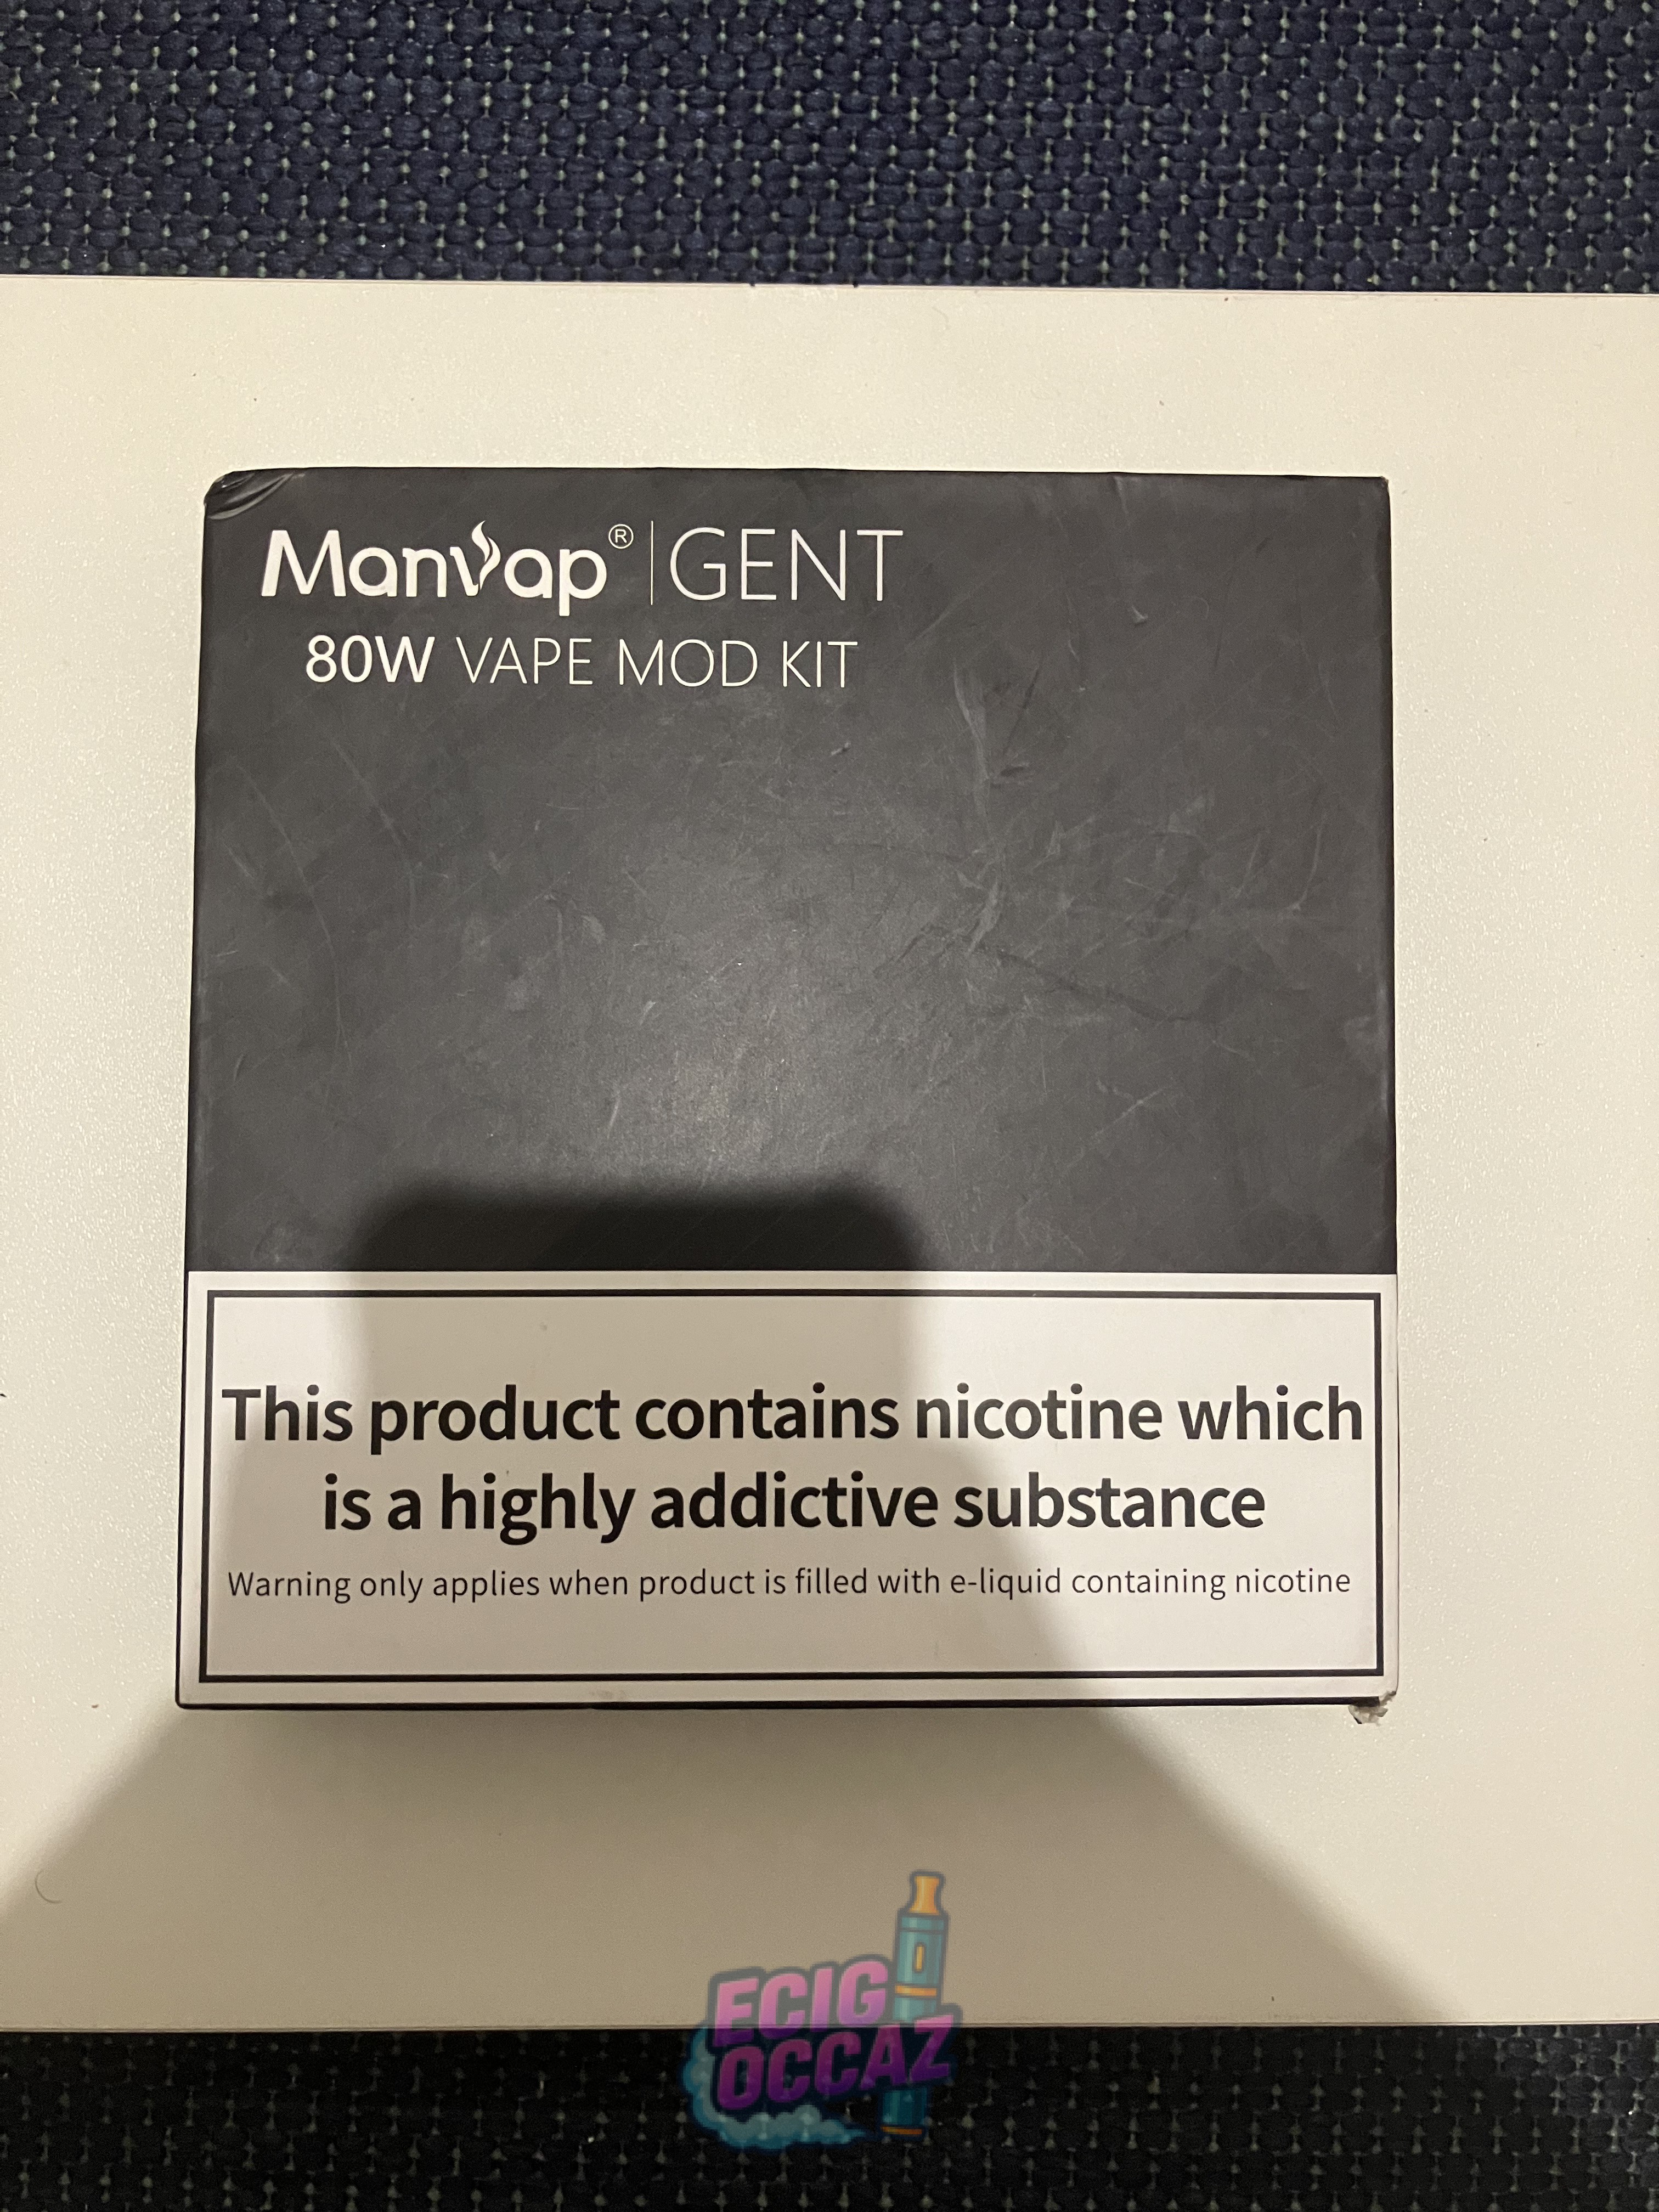 Manvap® | GENT
80W VAPE MOD KIT
This product contains nicotine which
is a highly addictive substance
Warning only applies when product is filled with e-liquid containing nicotine
ECIG
OCCAZ